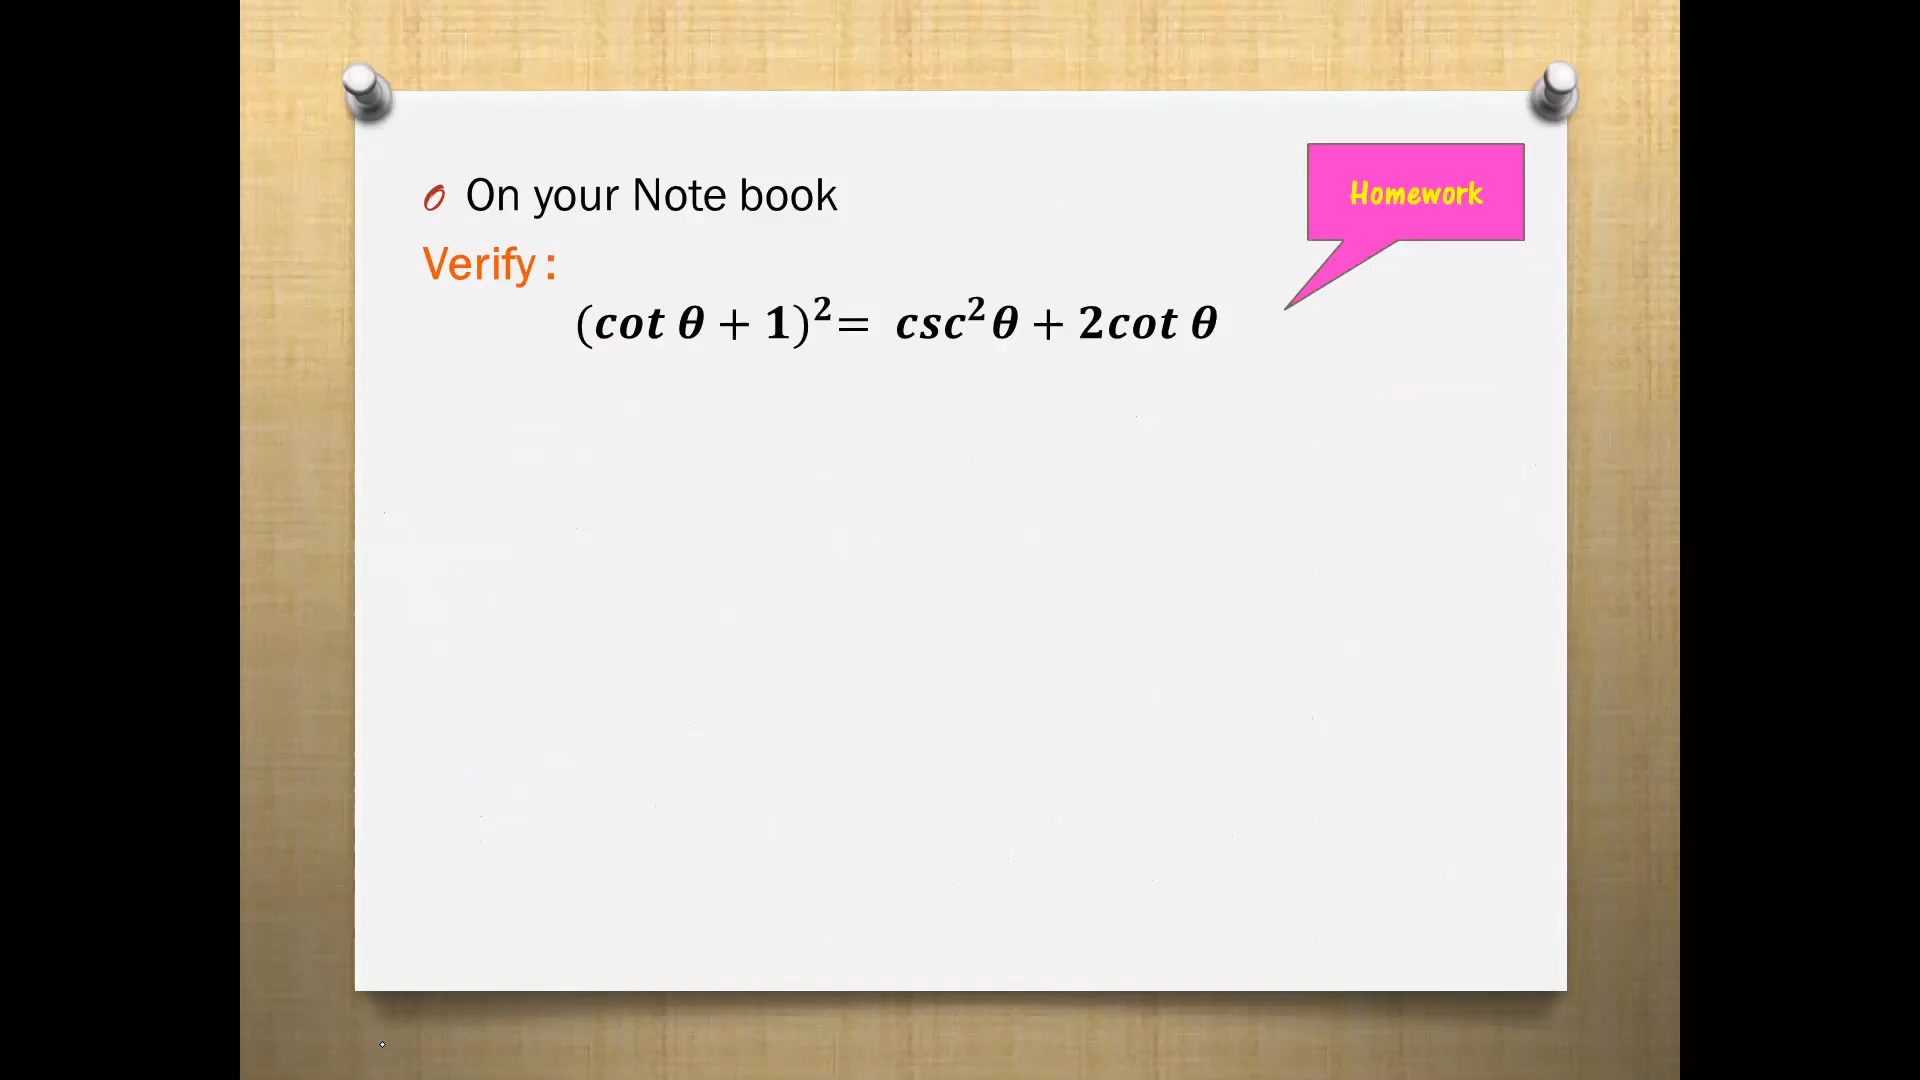 On your Note book
Homework
Verify :
(cot θ + 1)²= csc²θ + 2cot θ